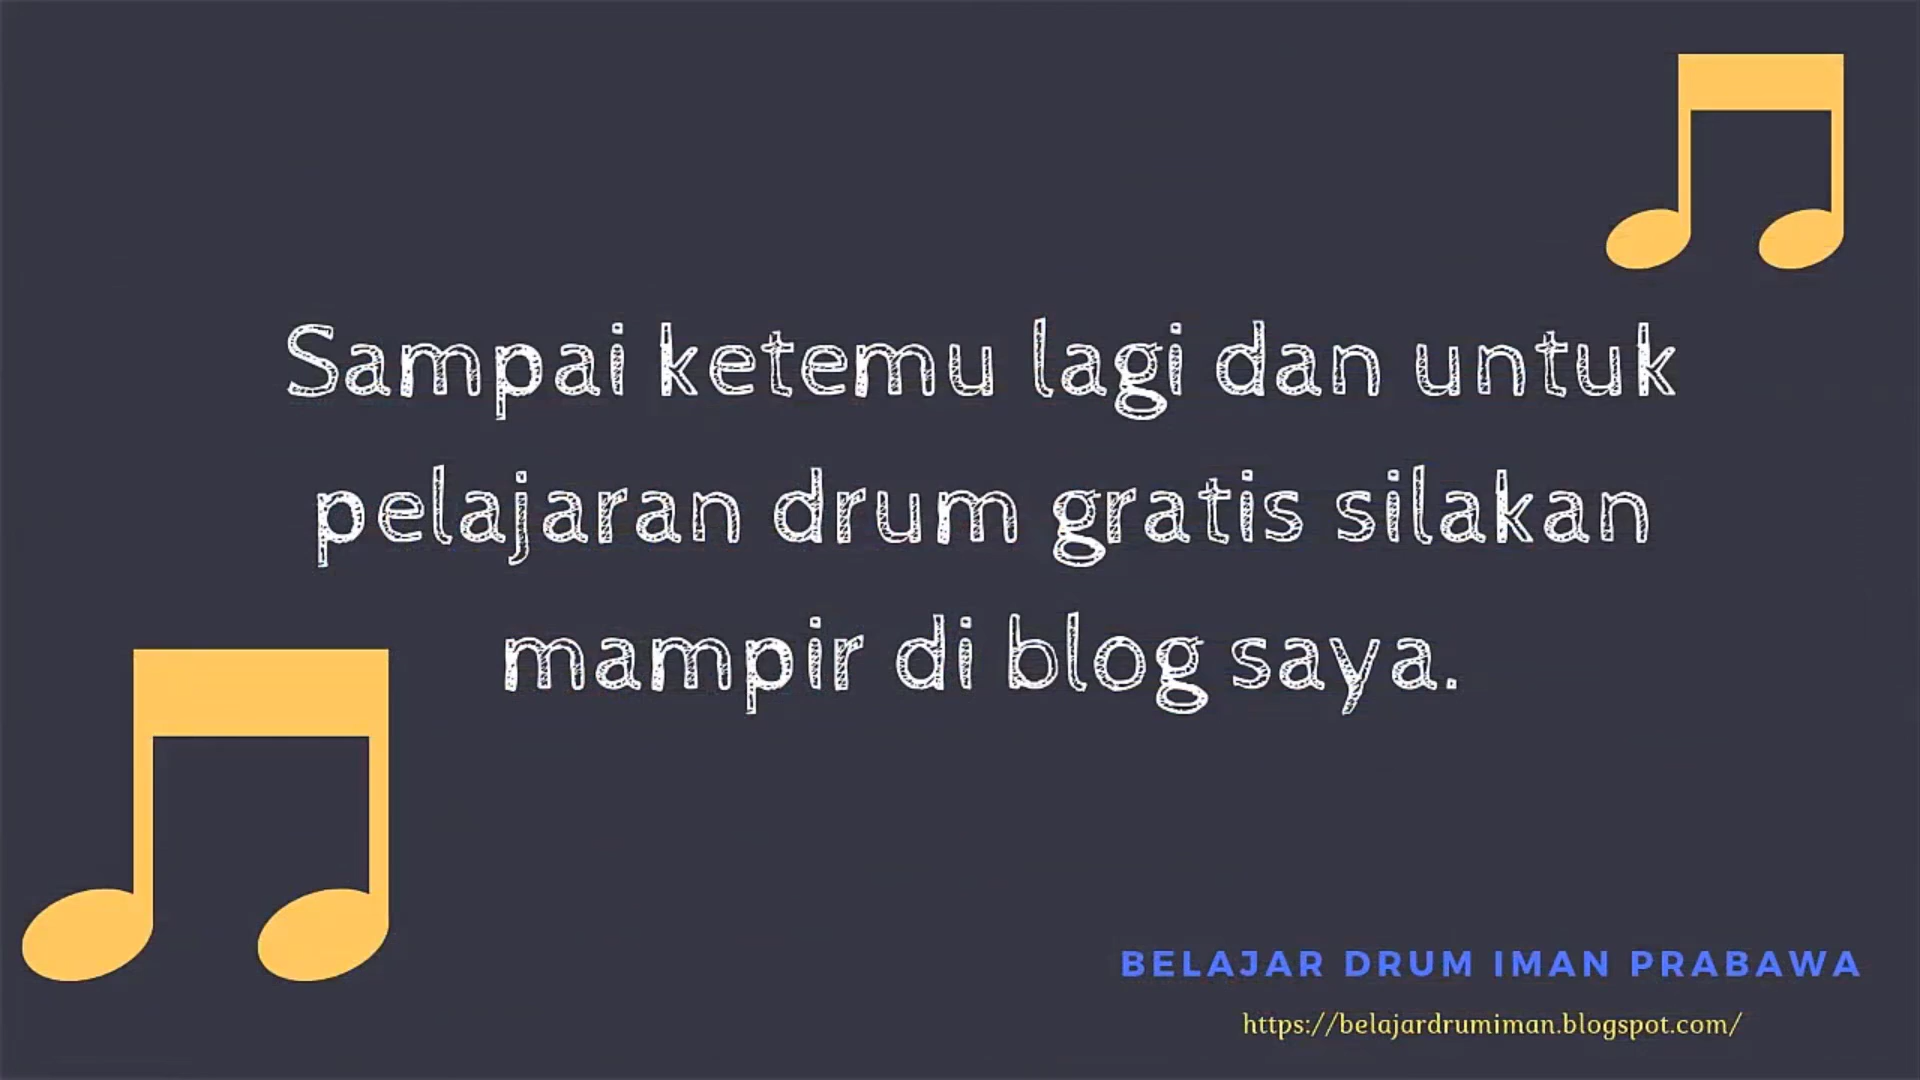 Sampai ketemu lagi dan untuk
pelajaran drum gratis silakan
mampir di blog saya.
BELAJAR DRUM IMAN PRABAWA
https://belajardrumiman.blogspot.com/